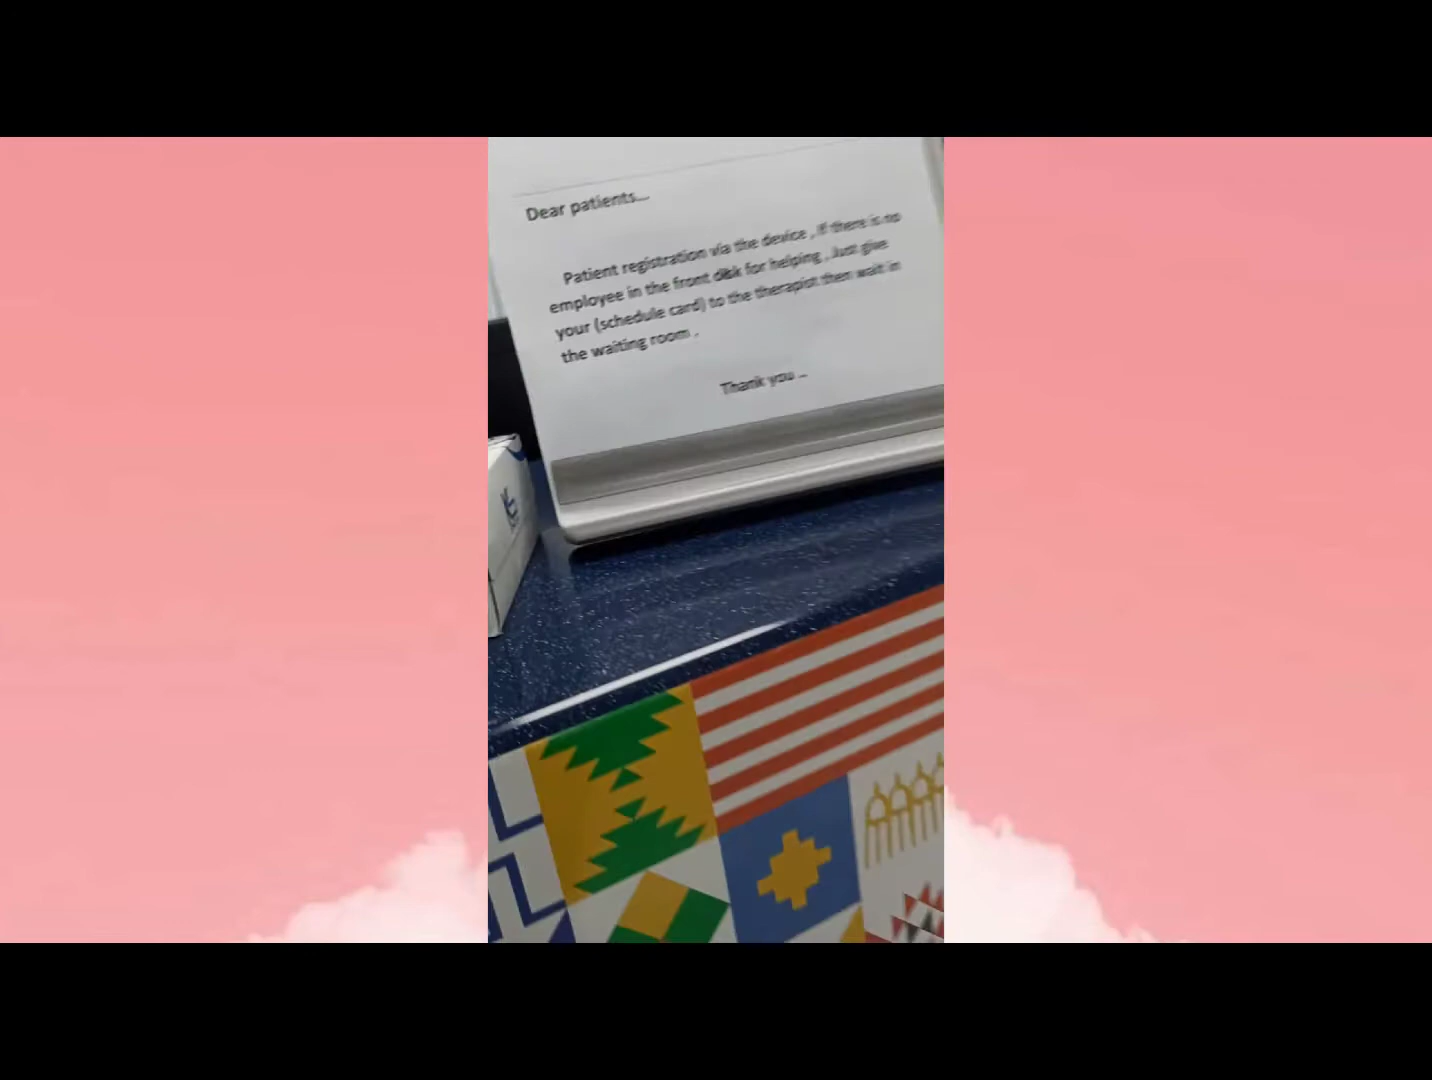 Dear patients...
Patient registration via the device , if there is no
employee in the front disk for helping , Just give
your (schedule card) to the therapist then wait in
the waiting room .
Thank you ...